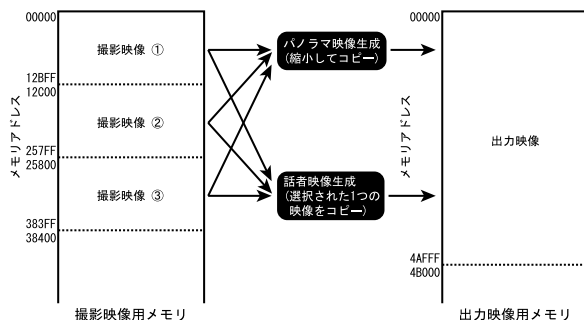 00000
撮影映像 ①
12BFF
12C00
撮影映像 ②
257FF
25800
撮影映像 ③
383FF
38400
メモリアドレス
撮影映像用メモリ
パノラマ映像生成
(縮小してコピー)
話者映像生成
(選択された1つの
映像をコピー)
00000
メモリアドレス
出力映像
4AFFF
4B000
出力映像用メモリ